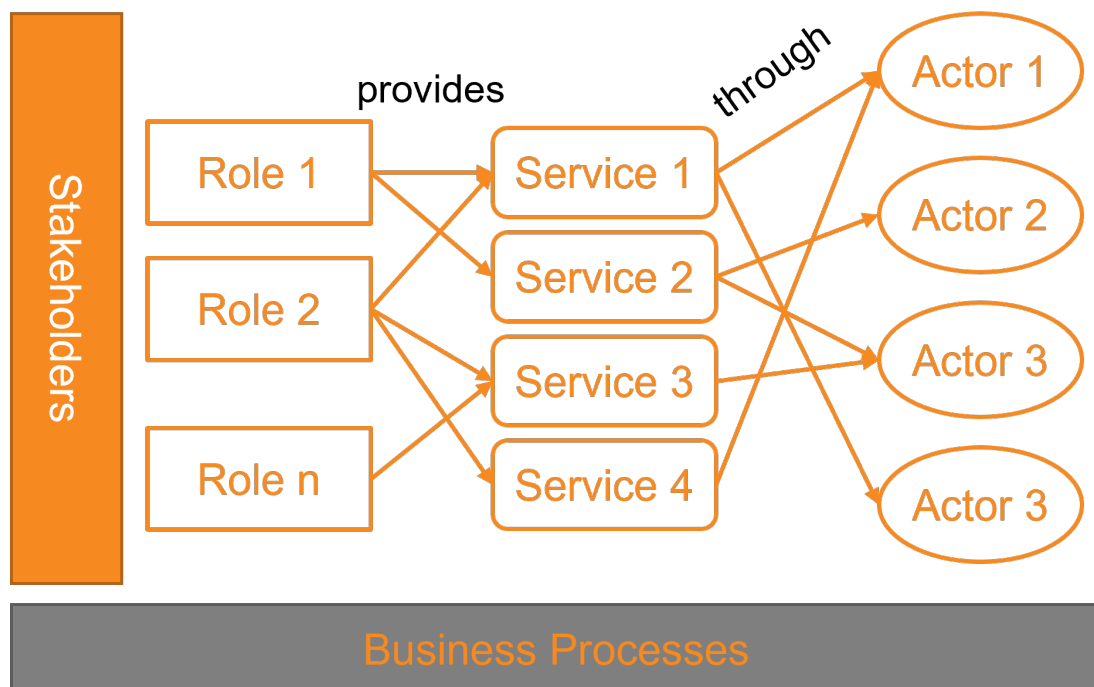 Stakeholders
provides
through
Role 1
Role 2
Role n
Service 1
Service 2
Service 3
Service 4
Actor 1
Actor 2
Actor 3
Actor 3
Business Processes